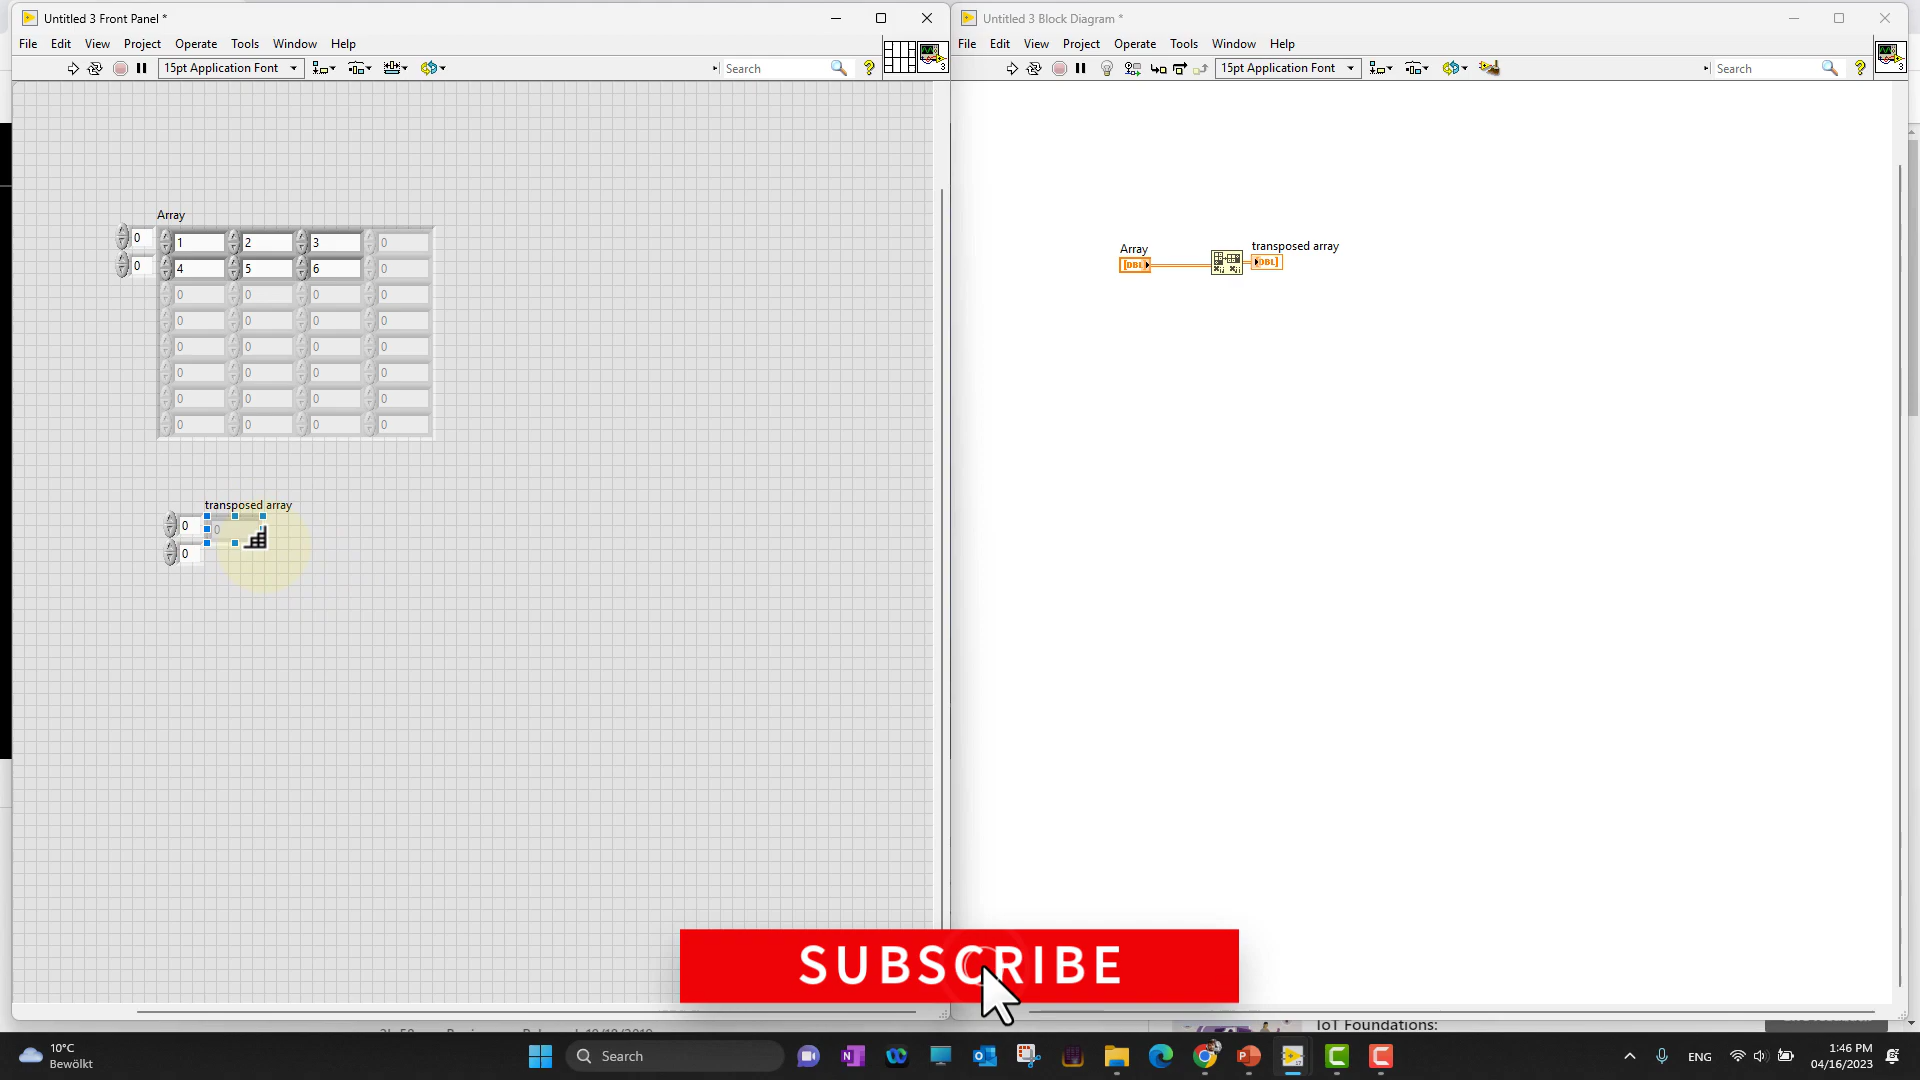 Untitled 3 Front Panel *
File Edit View Project Operate Tools Window Help
15pt Application Font
Search
3
Array
0 1 2 3 0
0 4 5 6 0
0 0 0 0
0 0 0 0
0 0 0 0
0 0 0 0
0 0 0 0
0 0 0 0
transposed array
0 0
0
Untitled 3 Block Diagram *
File Edit View Project Operate Tools Window Help
15pt Application Font
Search
3
Array
transposed array
[DBL]
DBL]
SUBSCRIBE
IoT Foundations:
10°C
Bewölkt
Search
ENG
1:46 PM
04/16/2023